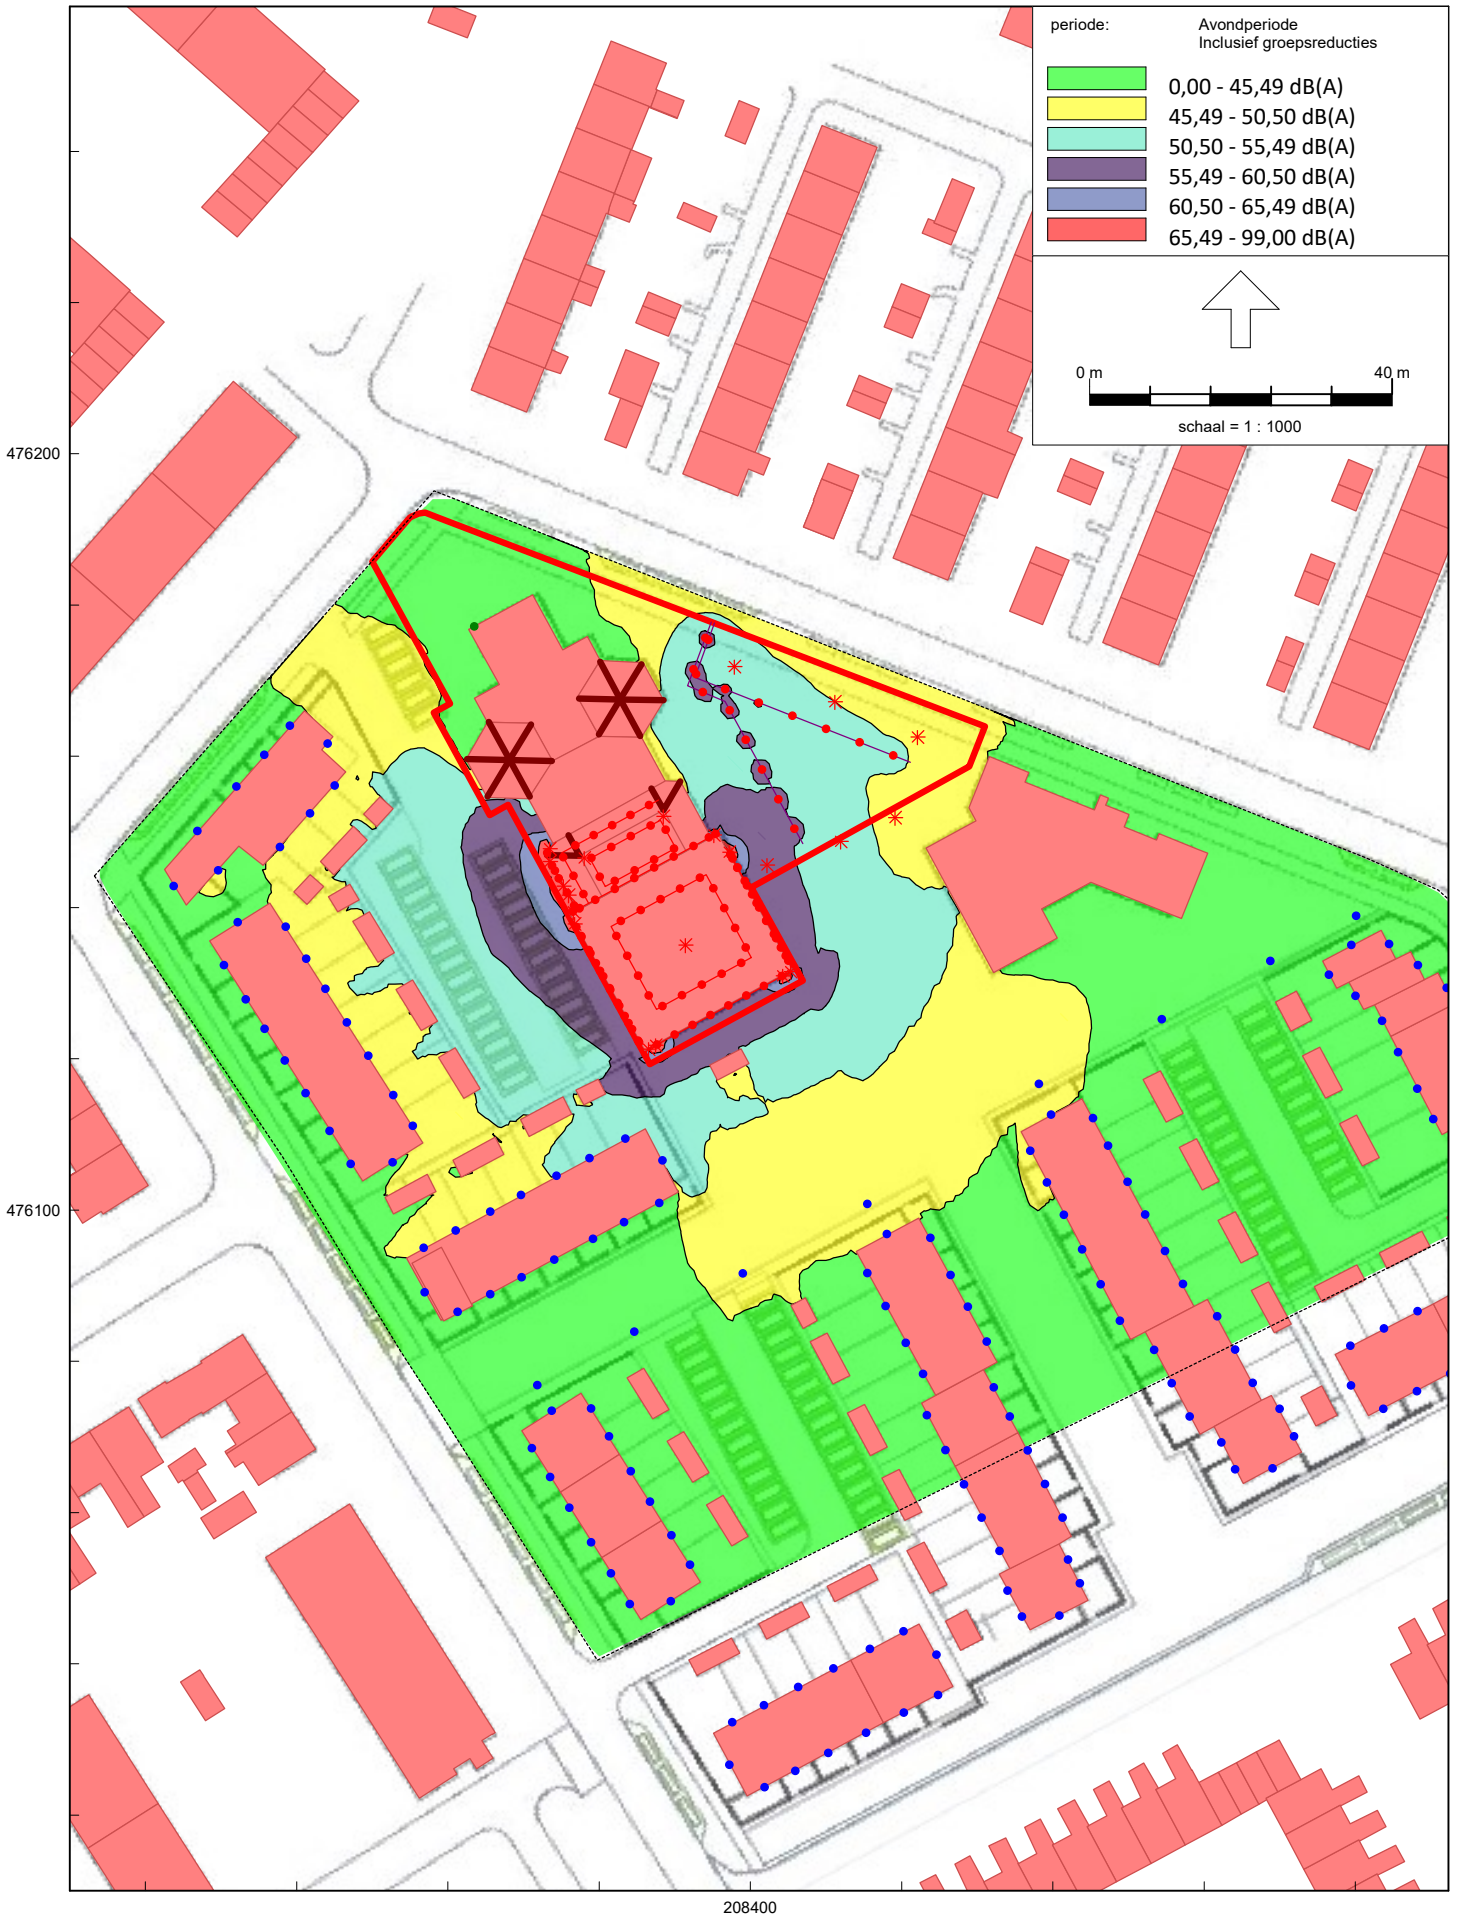 periode: Avondperiode
Inclusief groepsreducties
0,00 - 45,49 dB(A)
45,49 - 50,50 dB(A)
50,50 - 55,49 dB(A)
55,49 - 60,50 dB(A)
60,50 - 65,49 dB(A)
65,49 - 99,00 dB(A)
0 m 40 m
schaal = 1 : 1000
476200
476100
208400